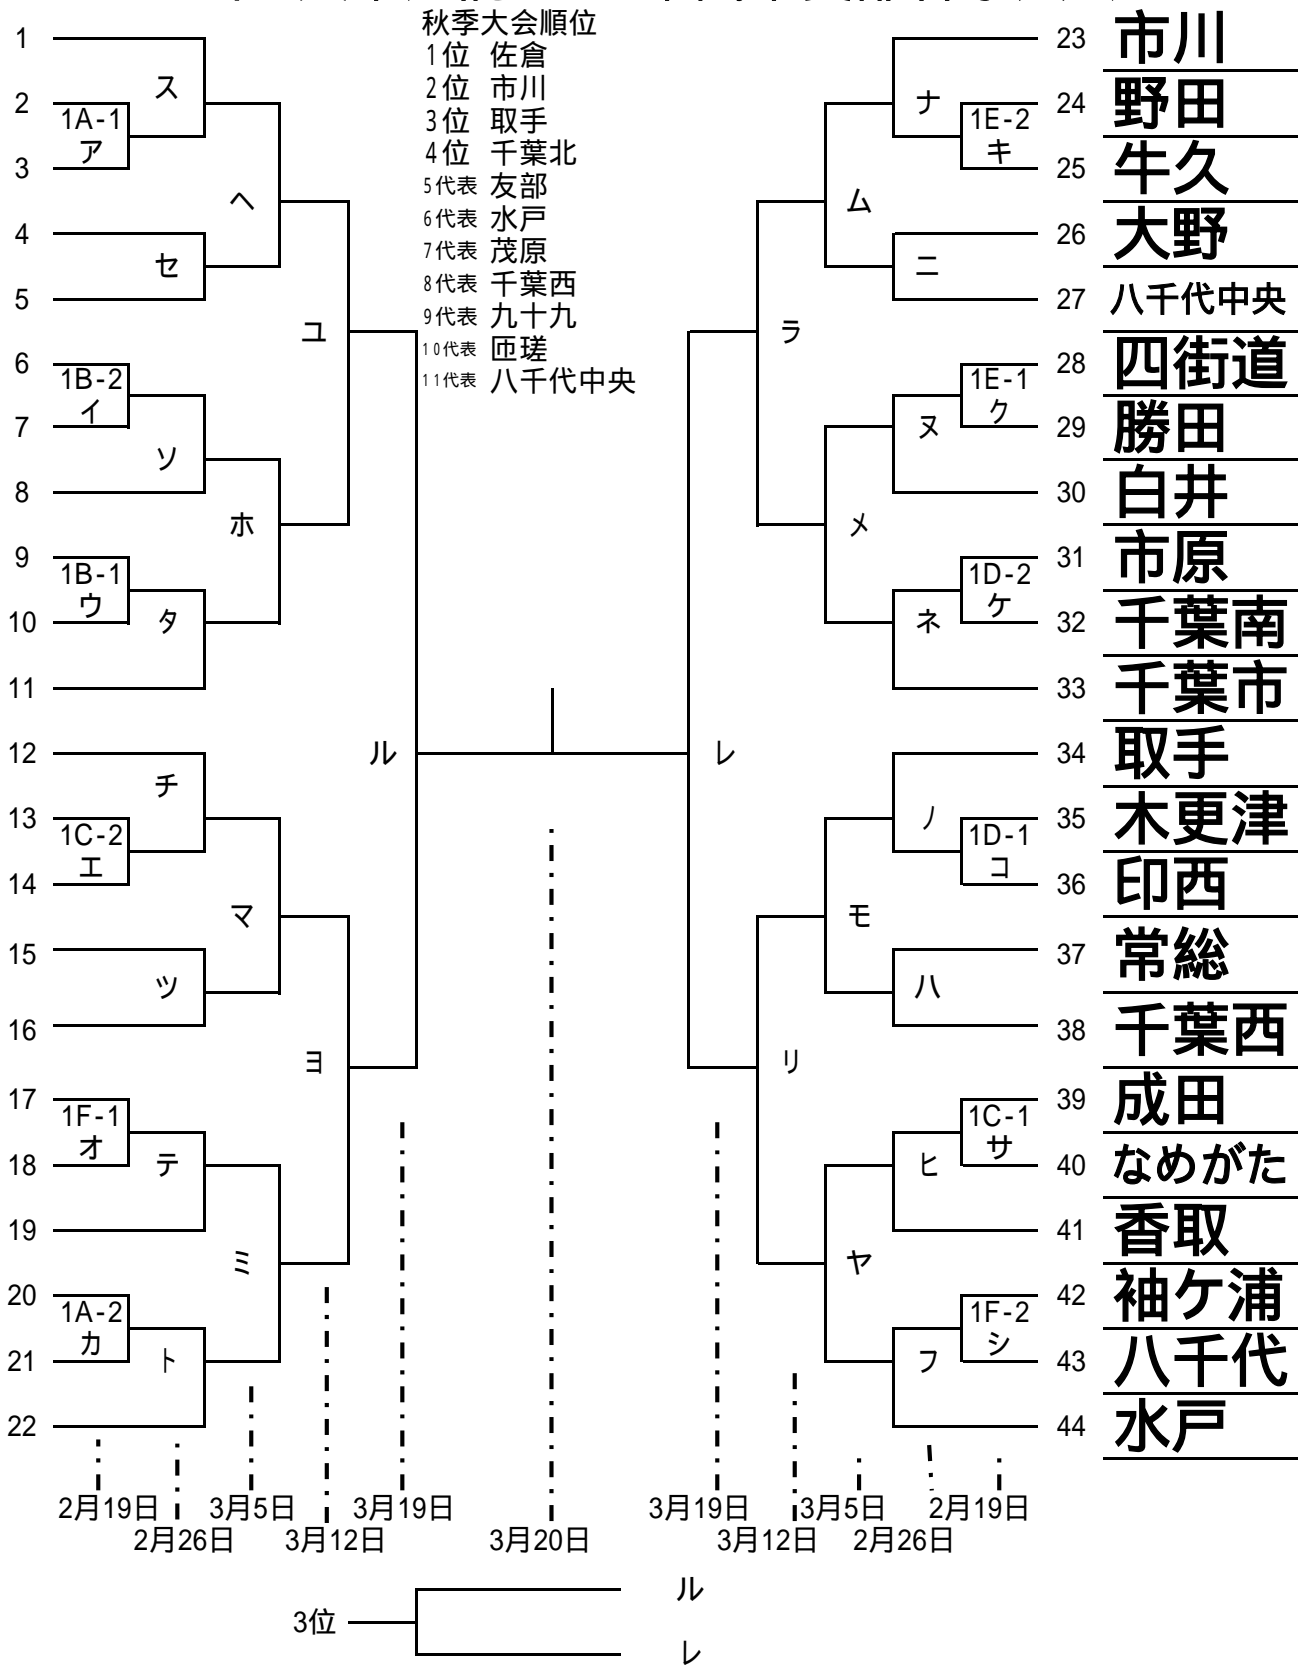 秋季大会順位
1位 佐倉
2位 市川
3位 取手
4位 千葉北
5代表 友部
6代表 水戸
7代表 茂原
8代表 千葉西
9代表 九十九
10代表 匝瑳
11代表 八千代中央
1
ス
2
1A-1
ア
3
ヘ
4
セ
5
ユ
6
1B-2
イ
7
ソ
8
ホ
9
1B-1
ウ
10
タ
11
12
ル
チ
13
1C-2
エ
14
マ
15
ツ
16
ヨ
17
1F-1
オ
18
テ
19
ミ
20
1A-2
カ
21
ト
22
23 市川
ナ
24 野田
1E-2
キ
25 牛久
ム
26 大野
ニ
27 八千代中央
ラ
28 四街道
1E-1
ク
29 勝田
ヌ
30 白井
メ
31 市原
1D-2
ケ
32 千葉南
ネ
33 千葉市
34 取手
レ
35 木更津
ノ
1D-1
コ
36 印西
モ
37 常総
ハ
38 千葉西
リ
39 成田
1C-1
サ
40 なめがた
ヒ
41 香取
ヤ
42 袖ケ浦
1F-2
シ
43 八千代
フ
44 水戸
2月19日 3月5日 3月19日 3月19日 3月5日 2月19日
2月26日 3月12日 3月20日 3月12日 2月26日
ル
3位
レ